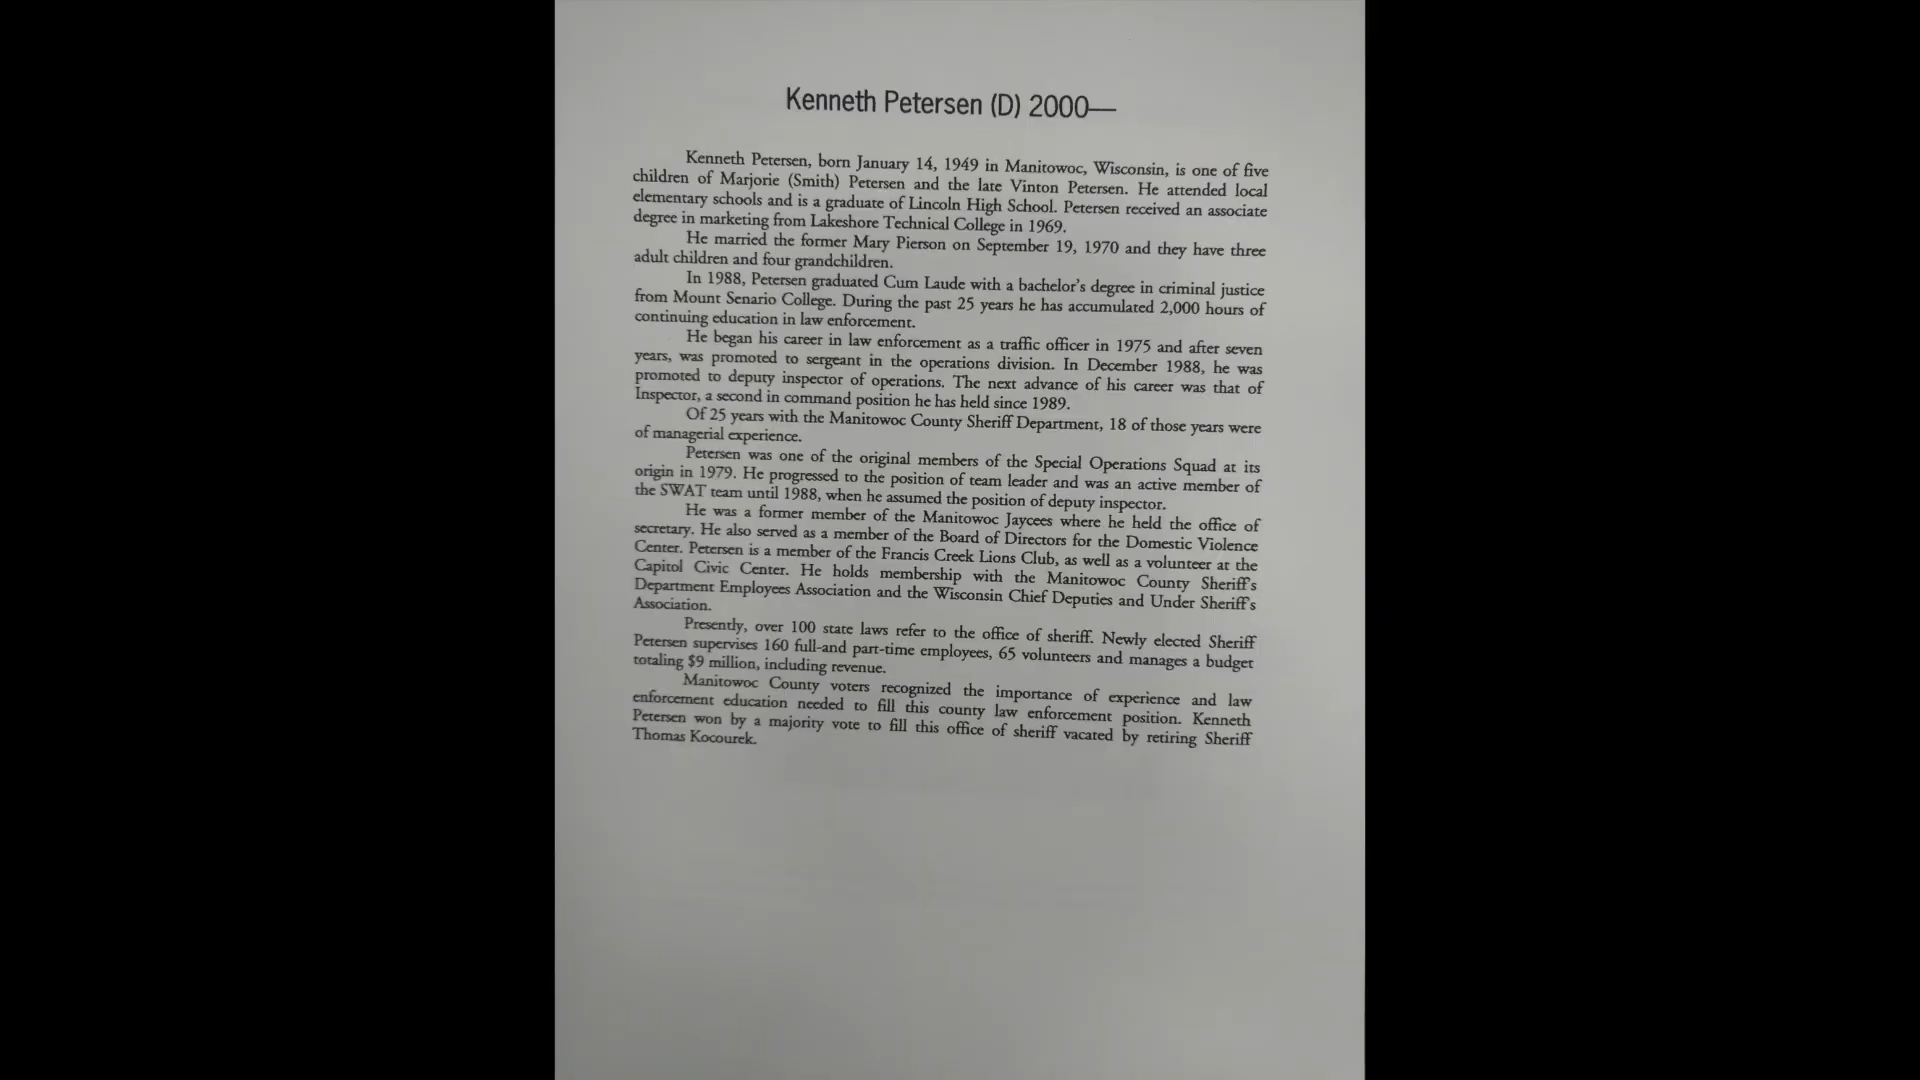 Kenneth Petersen (D) 2000—
Kenneth Petersen, born January 14, 1949 in Manitowoc, Wisconsin, is one of five
children of Marjorie (Smith) Petersen and the late Vinton Petersen. He attended local
elementary schools and is a graduate of Lincoln High School. Petersen received an associate
degree in marketing from Lakeshore Technical College in 1969.
He married the former Mary Pierson on September 19, 1970 and they have three
adult children and four grandchildren.
In 1988, Petersen graduated Cum Laude with a bachelor's degree in criminal justice
from Mount Senario College. During the past 25 years he has accumulated 2,000 hours of
continuing education in law enforcement.
He began his career in law enforcement as a traffic officer in 1975 and after seven
years, was promoted to sergeant in the operations division. In December 1988, he was
promoted to deputy inspector of operations. The next advance of his career was that of
Inspector, a second in command position he has held since 1989.
Of 25 years with the Manitowoc County Sheriff Department, 18 of those years were
of managerial experience.
Petersen was one of the original members of the Special Operations Squad at its
origin in 1979. He progressed to the position of team leader and was an active member of
the SWAT team until 1988, when he assumed the position of deputy inspector.
He was a former member of the Manitowoc Jaycees where he held the office of
secretary. He also served as a member of the Board of Directors for the Domestic Violence
Center. Petersen is a member of the Francis Creek Lions Club, as well as a volunteer at the
Capitol Civic Center. He holds membership with the Manitowoc County Sheriff's
Department Employees Association and the Wisconsin Chief Deputies and Under Sheriff's
Association.
Presently, over 100 state laws refer to the office of sheriff. Newly elected Sheriff
Petersen supervises 160 full-and part-time employees, 65 volunteers and manages a budget
totaling $9 million, including revenue.
Manitowoc County voters recognized the importance of experience and law
enforcement education needed to fill this county law enforcement position. Kenneth
Petersen won by a majority vote to fill this office of sheriff vacated by retiring Sheriff
Thomas Kocourek.